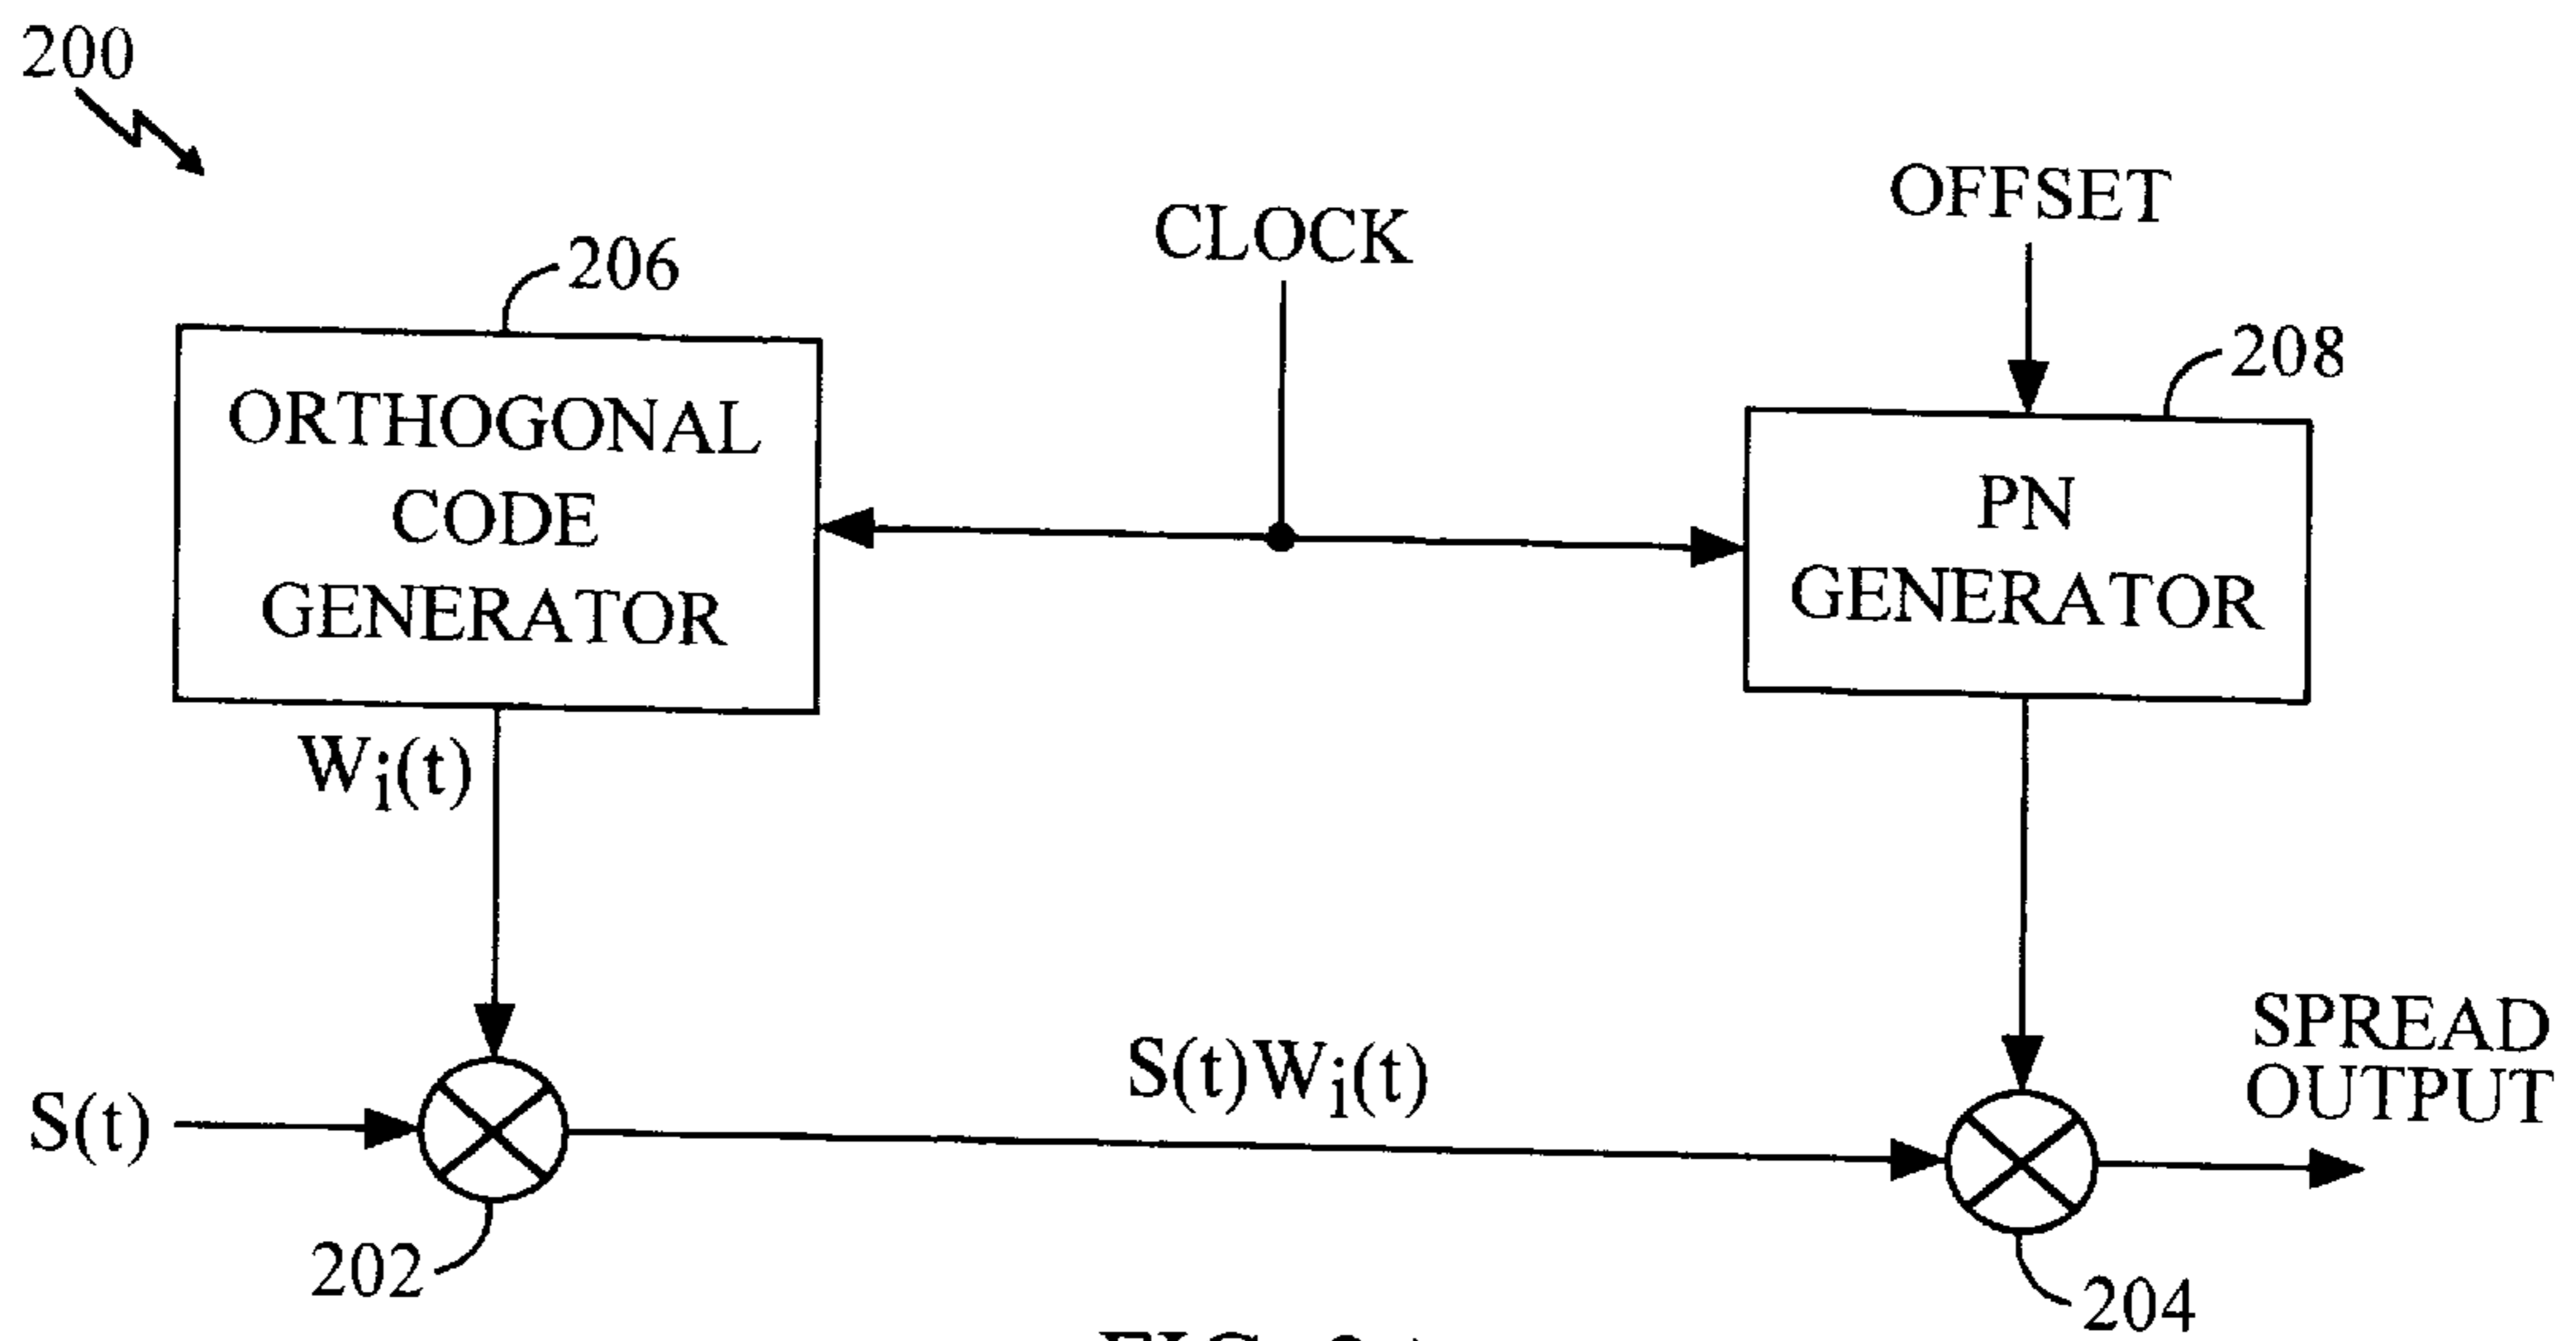 200
OFFSET
CLOCK
206
208
ORTHOGONAL
CODE
GENERATOR
PN
GENERATOR
Wi(t)
SPREAD
OUTPUT
S(t)Wi(t)
S(t)
202
204